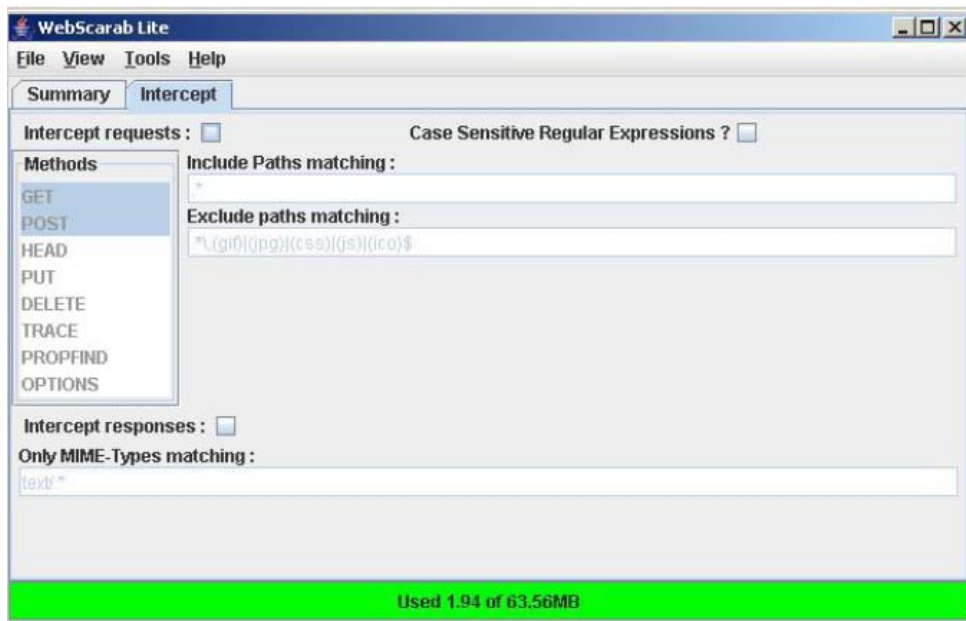 WebScarab Lite
File View Tools Help
Summary Intercept
Intercept requests :
Case Sensitive Regular Expressions ?
Methods
GET
POST
HEAD
PUT
DELETE
TRACE
PROPFIND
OPTIONS
Include Paths matching :
.*
Exclude paths matching :
.*\.(gif)|(jpg)|(css)|(js)|(ico)$
Intercept responses :
Only MIME-Types matching :
text/.*
Used 1.94 of 63.56MB